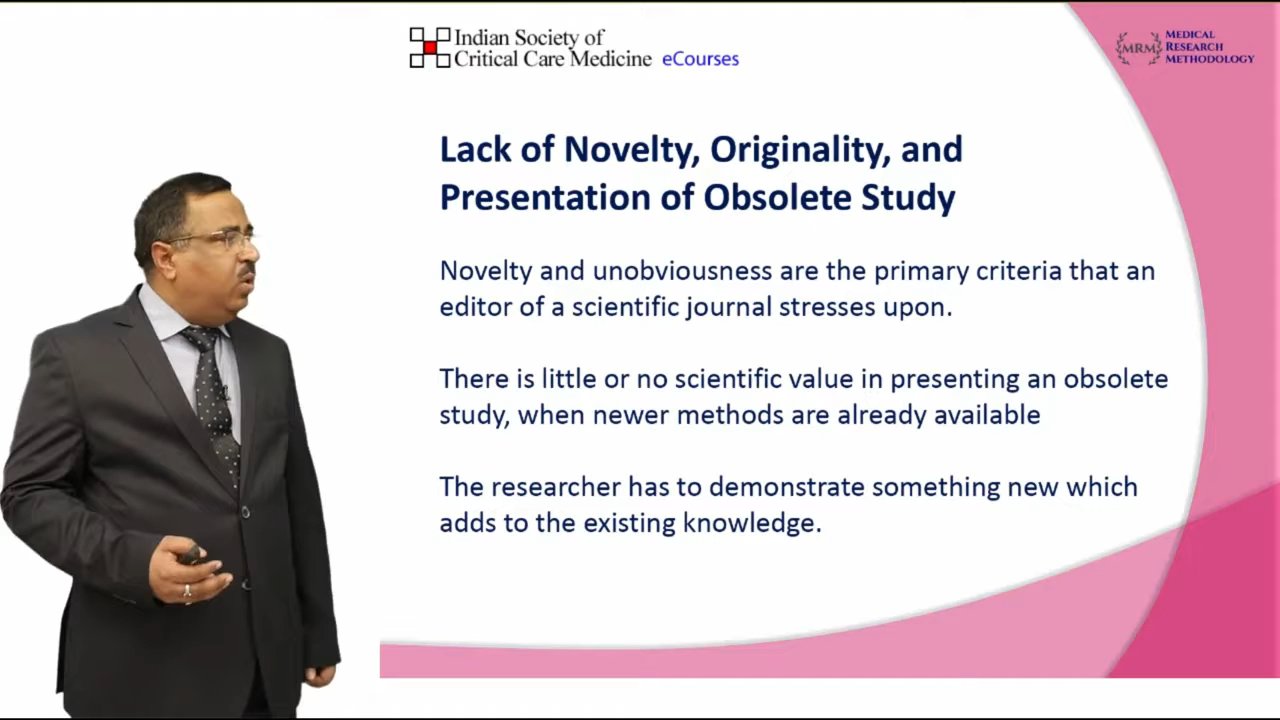 Indian Society of
Critical Care Medicine eCourses
MRM
MEDICAL
RESEARCH
METHODOLOGY
Lack of Novelty, Originality, and
Presentation of Obsolete Study
Novelty and unobviousness are the primary criteria that an
editor of a scientific journal stresses upon.
There is little or no scientific value in presenting an obsolete
study, when newer methods are already available
The researcher has to demonstrate something new which
adds to the existing knowledge.